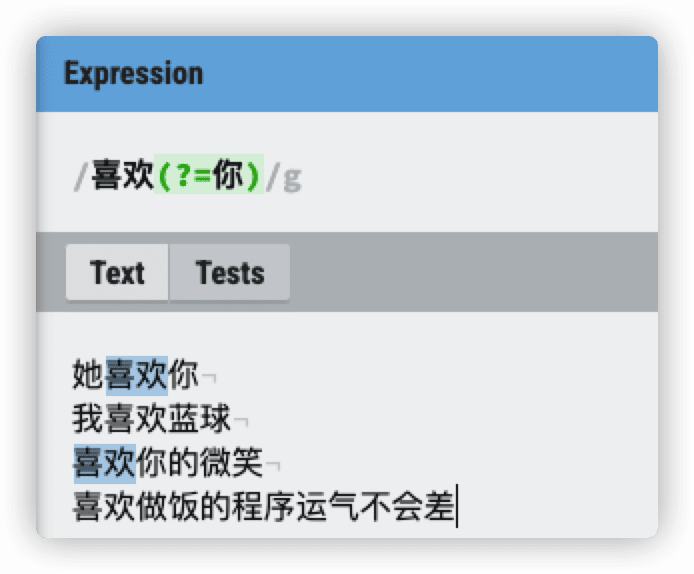 Expression
/喜欢(?=你)/g
Text Tests
她喜欢你¬
我喜欢蓝球¬
喜欢你的微笑¬
喜欢做饭的程序运气不会差